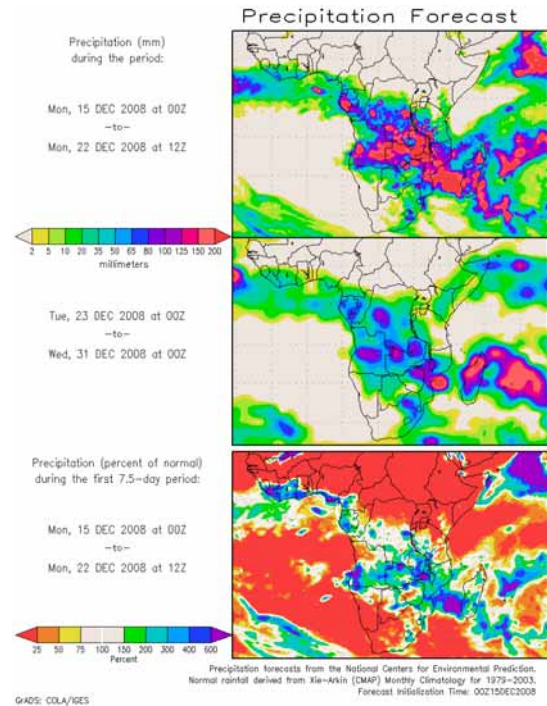 Precipitation Forecast
Precipitation (mm)
during the period:
Mon, 15 DEC 2008 at 00Z
-to-
Mon, 22 DEC 2008 at 12Z
2 5 10 20 35 50 65 80 100 125 150 200
millimeters
Tue, 23 DEC 2008 at 00Z
-to-
Wed, 31 DEC 2008 at 00Z
Precipitation (percent of normal)
during the first 7.5-day period:
Mon, 15 DEC 2008 at 00Z
-to-
Mon, 22 DEC 2008 at 12Z
25 50 75 100 150 200 300 400 600
Percent
Precipitation forecasts from the National Centers for Environmental Prediction.
Normal rainfall derived from Xie-Arkin (CMAP) Monthly Climatology for 1979-2003.
Forecast Initialization Time: 00Z15DEC2008
GrADS: COLA/IGES